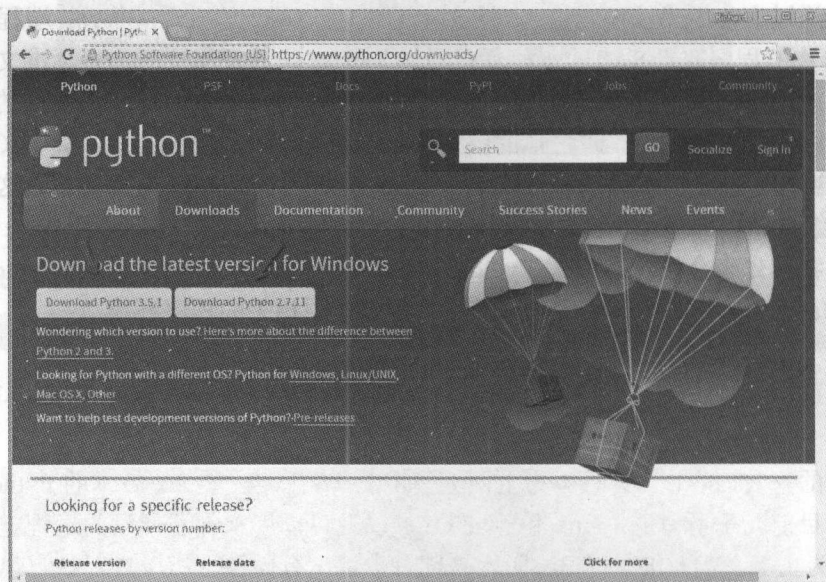 Download Python | Pyth
Python Software Foundation [US] https://www.python.org/downloads/
Python PSF Docs PyPI Jobs Community
python™
Search GO Socialize Sign In
About Downloads Documentation Community Success Stories News Events
Download the latest version for Windows
Download Python 3.5.1 Download Python 2.7.11
Wondering which version to use? Here's more about the difference between
Python 2 and 3.
Looking for Python with a different OS? Python for Windows, Linux/UNIX,
Mac OS X, Other
Want to help test development versions of Python? Pre-releases
Looking for a specific release?
Python releases by version number:
Release version Release date Click for more